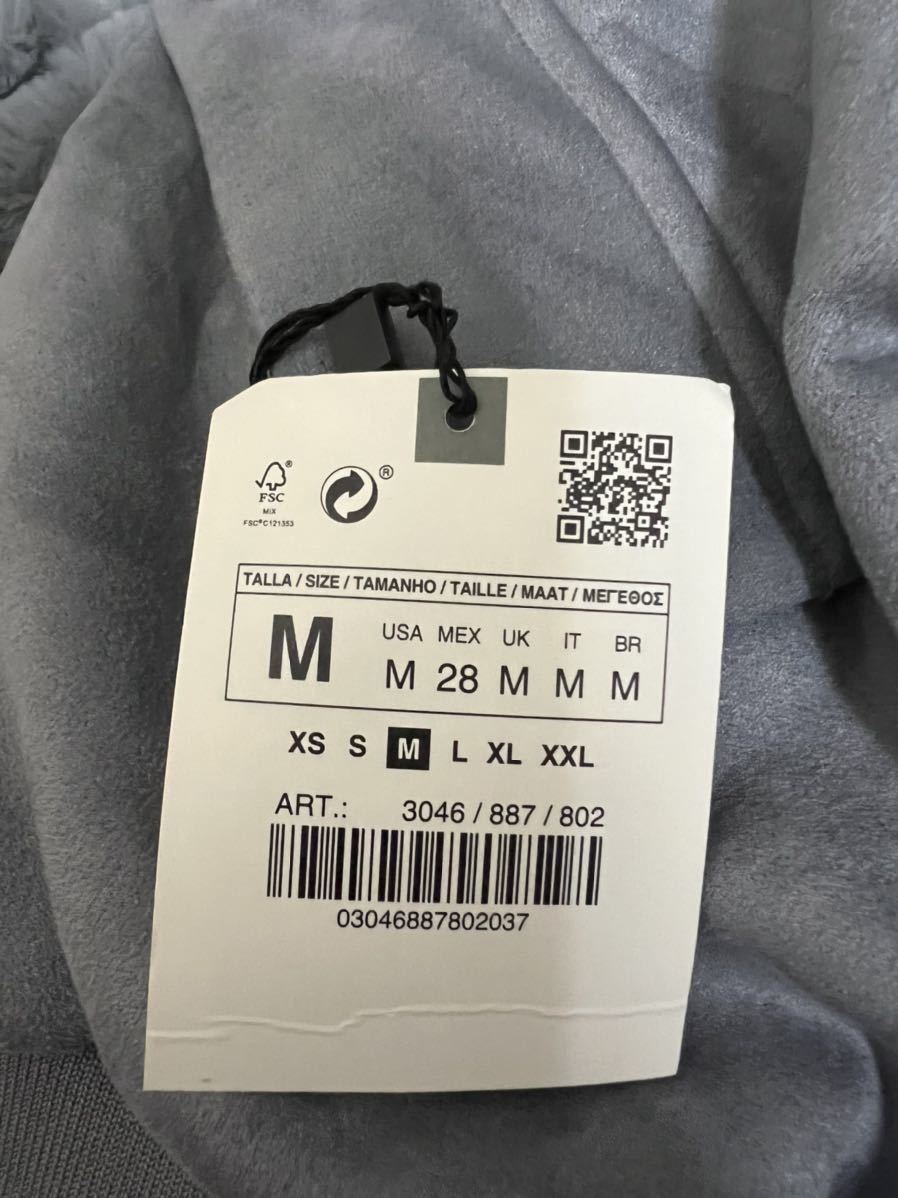 ®
FSC
MIX
FSC® C121353
®
TALLA / SIZE / TAMANHO / TAILLE / MAAT / ΜΕΓΕΘΟΣ
M
USA MEX UK IT BR
M 28 M M M
XS S M L XL XXL
ART.: 3046 / 887 / 802
03046887802037